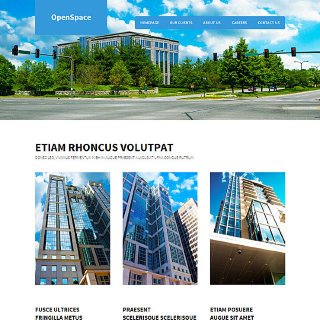 OpenSpace
HOMEPAGE OUR CLIENTS ABOUT US CAREERS CONTACT US
ETIAM RHONCUS VOLUTPAT
FUSCE ULTRICES
FRINGILLA METUS
PRAESENT
SCELERISQUE SCELERISQUE
ETIAM POSUERE
AUGUE SIT AMET